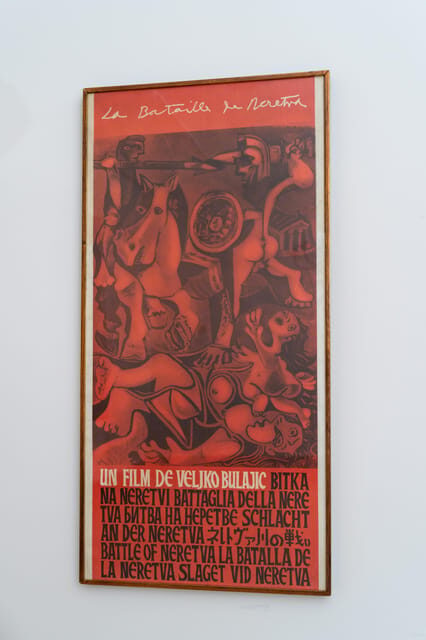 La Bataille de Neretva
UN FILM DE VELJKO BULAJIC BITKA
NA NERETVI BATTAGLIA DELLA NERE
TVA БИТВА НА НЕРЕТВЕ SCHLACHT
AN DER NERETVA ネレトヴァ川の戦い
BATTLE OF NERETVA LA BATALLA DE
LA NERETVA SLAGET VID NERETVA